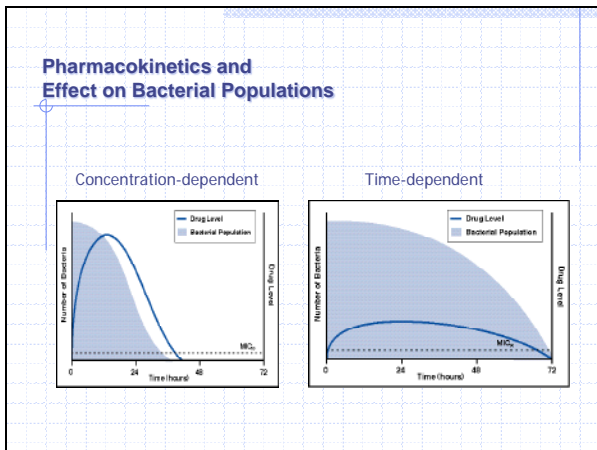 Pharmacokinetics and
Effect on Bacterial Populations
Concentration-dependent
Drug Level
Bacterial Population
Number of Bacteria
Drug Level
MIC
0
24
48
72
Time (hours)
Time-dependent
Drug Level
Bacterial Population
Number of Bacteria
Drug Level
MIC
0
24
48
72
Time (hours)